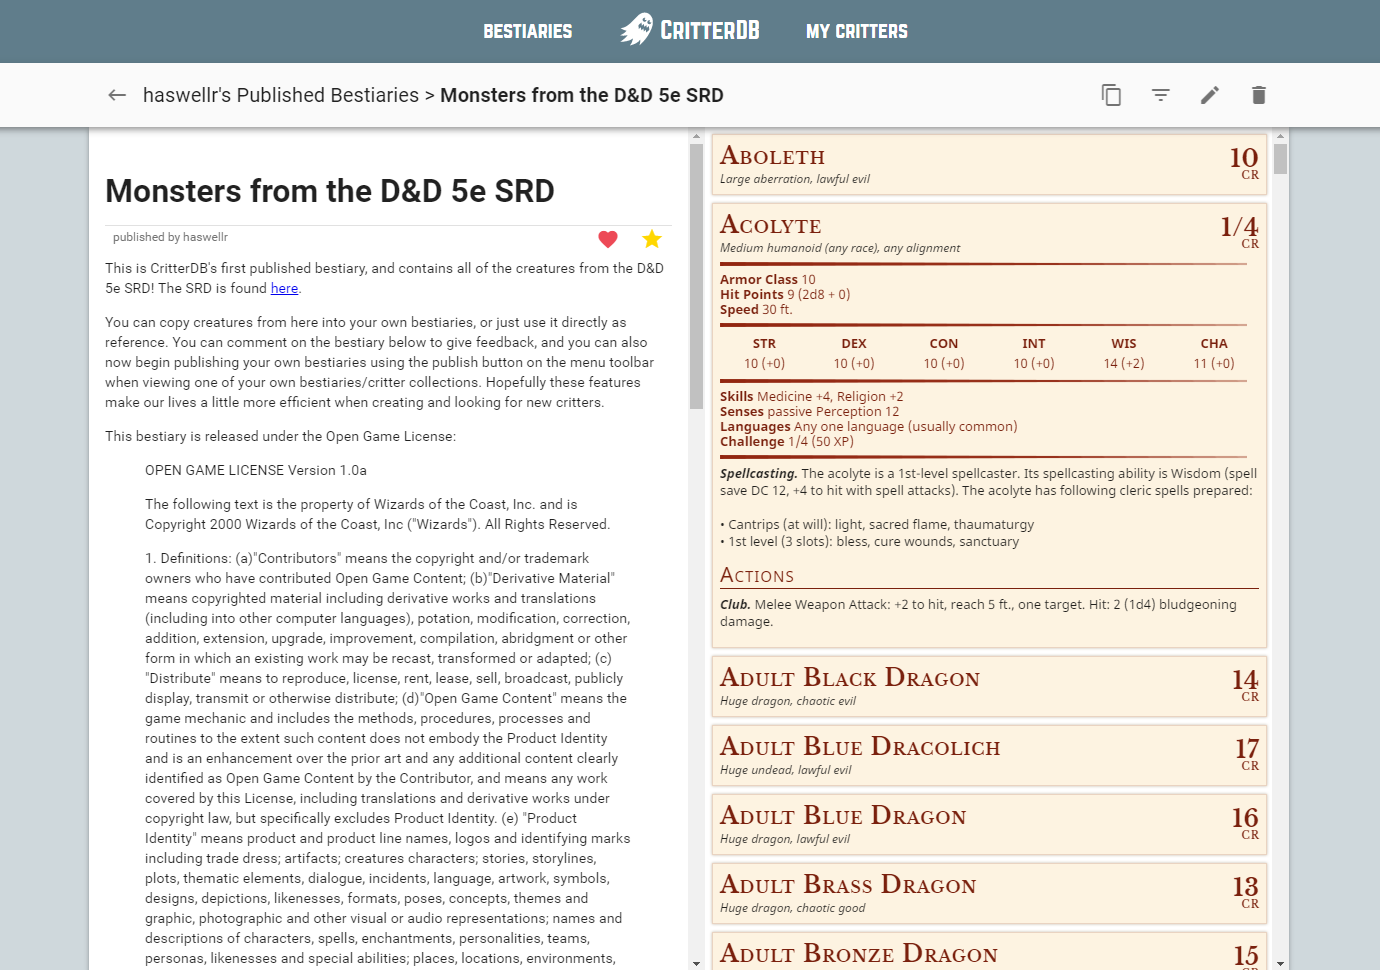 BESTIARIES
CRITTERDB
MY CRITTERS
haswellr's Published Bestiaries > Monsters from the D&D 5e SRD
Monsters from the D&D 5e SRD
published by haswellr
This is CritterDB's first published bestiary, and contains all of the creatures from the D&D
5e SRD! The SRD is found here.
You can copy creatures from here into your own bestiaries, or just use it directly as
reference. You can comment on the bestiary below to give feedback, and you can also
now begin publishing your own bestiaries using the publish button on the menu toolbar
when viewing one of your own bestiaries/critter collections. Hopefully these features
make our lives a little more efficient when creating and looking for new critters.
This bestiary is released under the Open Game License:
OPEN GAME LICENSE Version 1.0a
The following text is the property of Wizards of the Coast, Inc. and is
Copyright 2000 Wizards of the Coast, Inc ("Wizards"). All Rights Reserved.
1. Definitions: (a)"Contributors" means the copyright and/or trademark
owners who have contributed Open Game Content; (b)"Derivative Material"
means copyrighted material including derivative works and translations
(including into other computer languages), potation, modification, correction,
addition, extension, upgrade, improvement, compilation, abridgment or other
form in which an existing work may be recast, transformed or adapted; (c)
"Distribute" means to reproduce, license, rent, lease, sell, broadcast, publicly
display, transmit or otherwise distribute; (d)"Open Game Content" means the
game mechanic and includes the methods, procedures, processes and
routines to the extent such content does not embody the Product Identity
and is an enhancement over the prior art and any additional content clearly
identified as Open Game Content by the Contributor, and means any work
covered by this License, including translations and derivative works under
copyright law, but specifically excludes Product Identity. (e) "Product
Identity" means product and product line names, logos and identifying marks
including trade dress; artifacts; creatures characters; stories, storylines,
plots, thematic elements, dialogue, incidents, language, artwork, symbols,
designs, depictions, likenesses, formats, poses, concepts, themes and
graphic, photographic and other visual or audio representations; names and
descriptions of characters, spells, enchantments, personalities, teams,
personas, likenesses and special abilities; places, locations, environments,
Aboleth
10
Large aberration, lawful evil
CR
Acolyte
1/4
Medium humanoid (any race), any alignment
CR
Armor Class 10
Hit Points 9 (2d8 + 0)
Speed 30 ft.
STR DEX CON INT WIS CHA
10 (+0) 10 (+0) 10 (+0) 10 (+0) 14 (+2) 11 (+0)
Skills Medicine +4, Religion +2
Senses passive Perception 12
Languages Any one language (usually common)
Challenge 1/4 (50 XP)
Spellcasting. The acolyte is a 1st-level spellcaster. Its spellcasting ability is Wisdom (spell
save DC 12, +4 to hit with spell attacks). The acolyte has following cleric spells prepared:
• Cantrips (at will): light, sacred flame, thaumaturgy
• 1st level (3 slots): bless, cure wounds, sanctuary
Actions
Club. Melee Weapon Attack: +2 to hit, reach 5 ft., one target. Hit: 2 (1d4) bludgeoning
damage.
Adult Black Dragon
14
Huge dragon, chaotic evil
CR
Adult Blue Dracolich
17
Huge undead, lawful evil
CR
Adult Blue Dragon
16
Huge dragon, lawful evil
CR
Adult Brass Dragon
13
Huge dragon, chaotic good
CR
Adult Bronze Dragon
15
CR